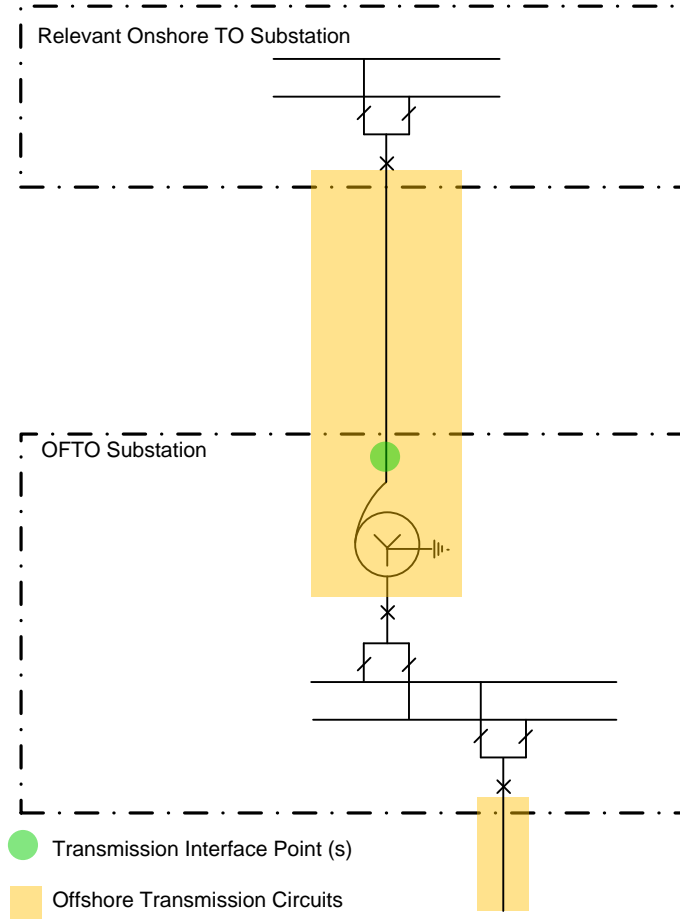 Relevant Onshore TO Substation
OFTO Substation
Transmission Interface Point (s)
Offshore Transmission Circuits